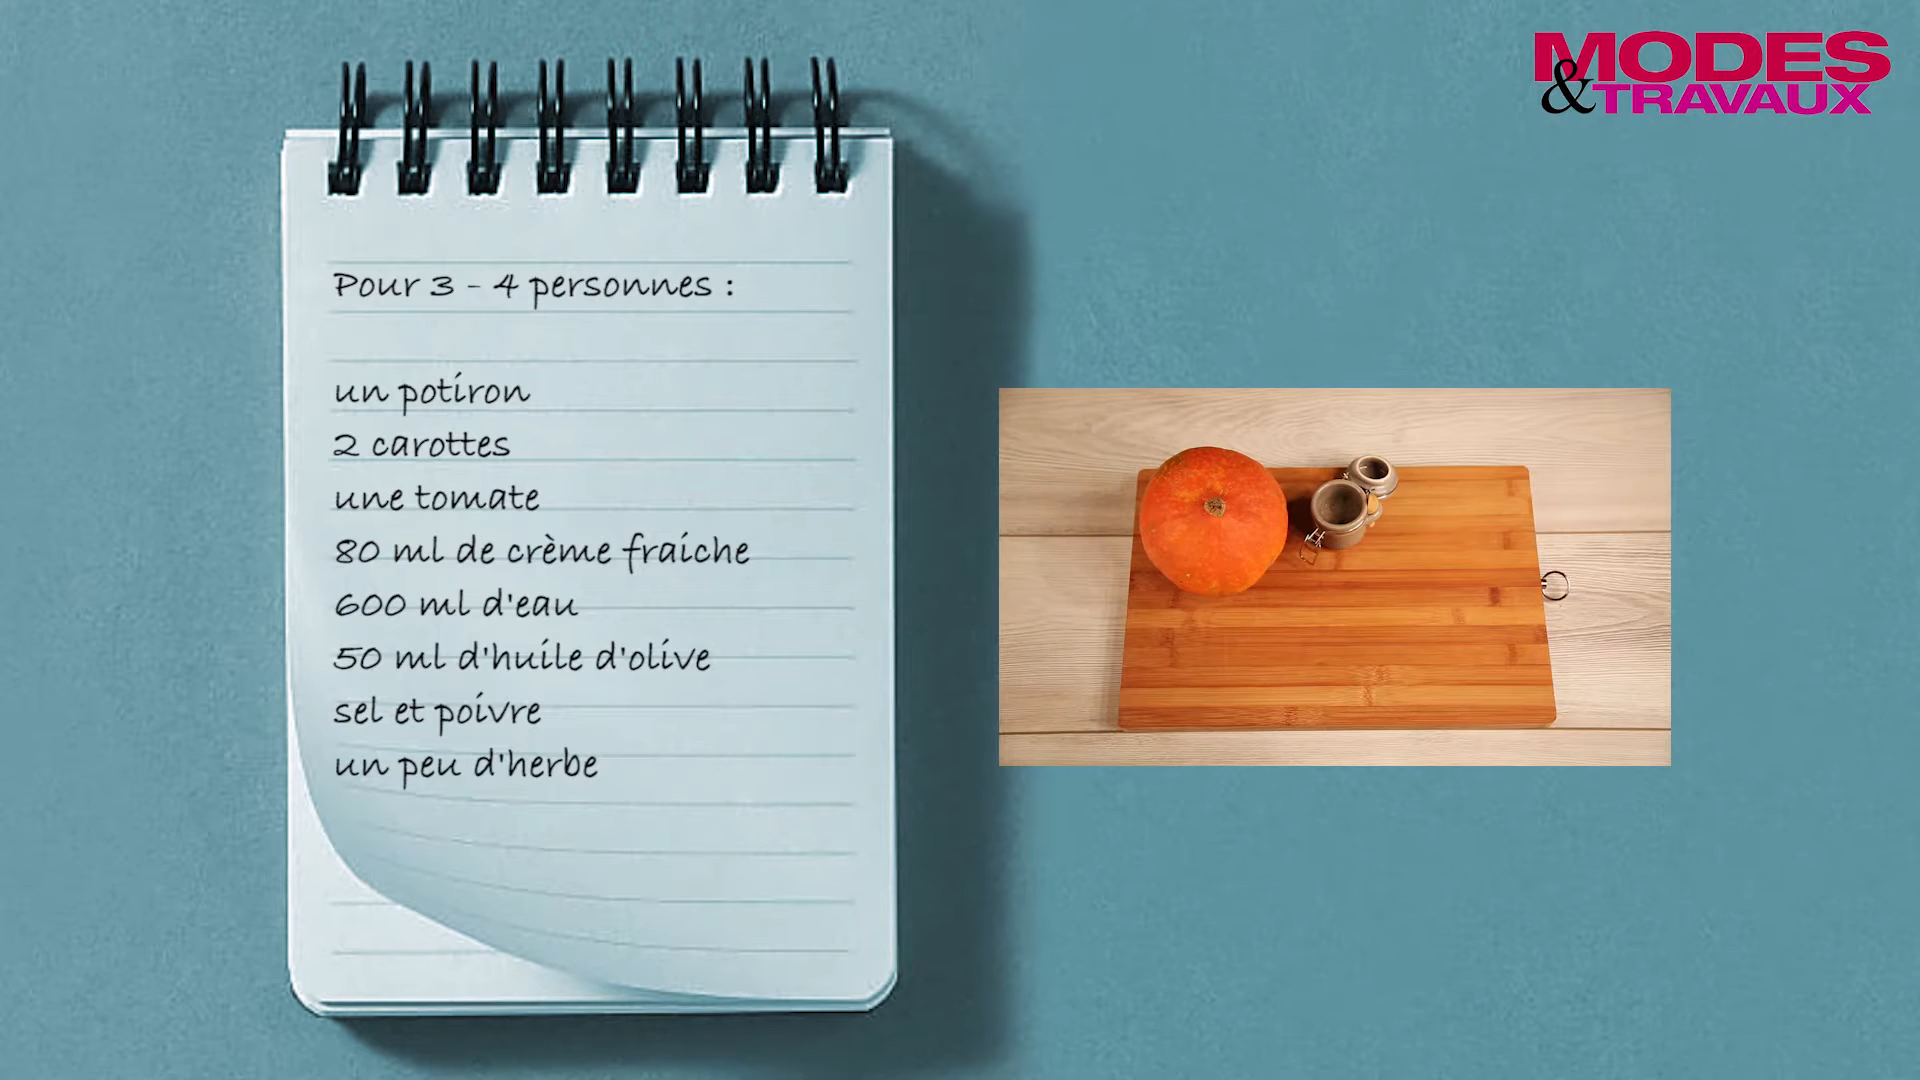 Pour 3 - 4 personnes :
un potiron
2 carottes
une tomate
80 ml de crème fraiche
600 ml d'eau
50 ml d'huile d'olive
sel et poivre
un peu d'herbe
MODES
&TRAVAUX